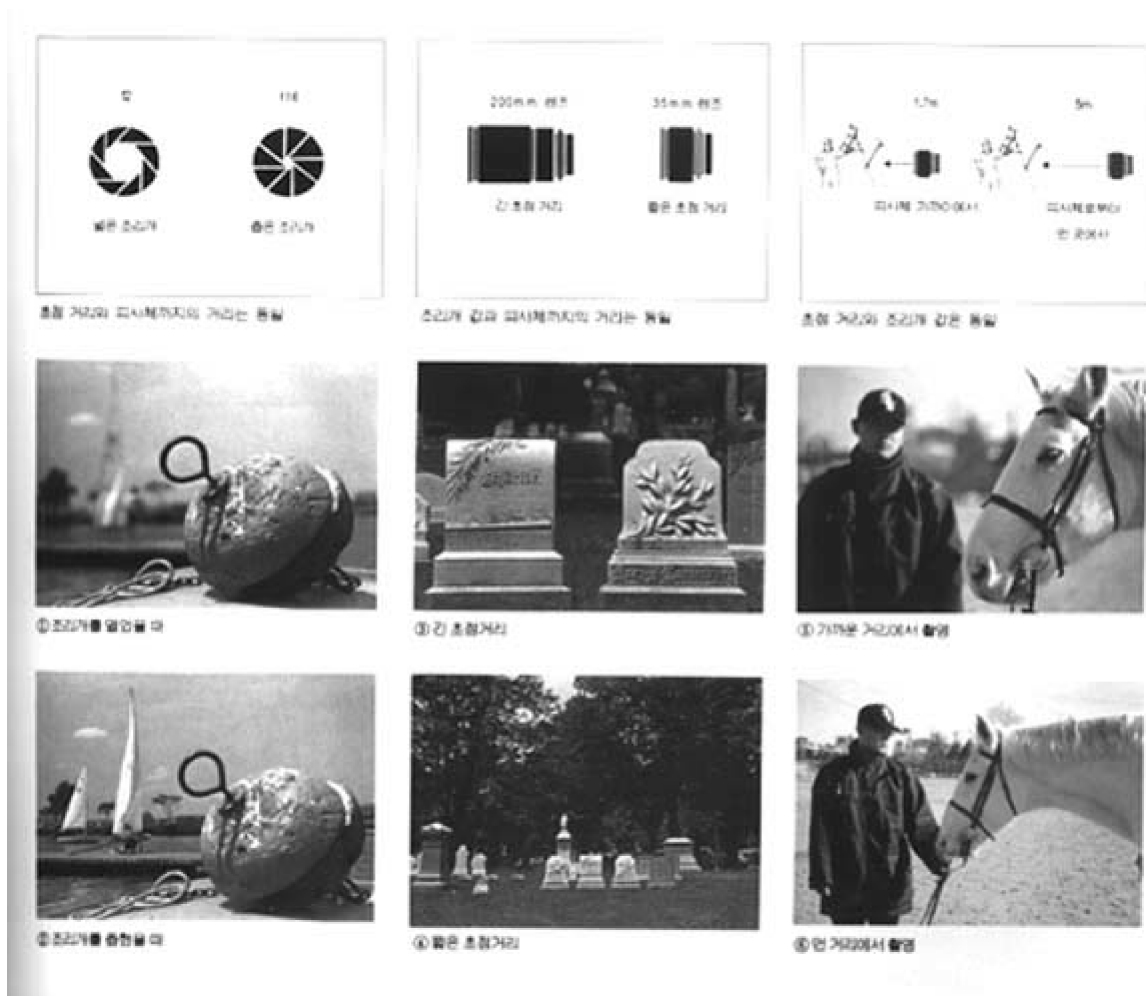 f16
넓은 조리개
좁은 조리개
초점 거리와 피사체까지의 거리는 동일
200mm 렌즈
35mm 렌즈
긴 초점 거리
짧은 초점 거리
조리개 값과 피사체까지의 거리는 동일
1.7m
5m
피사체 가까이에서
피사체로부터
먼 곳에서
초점 거리와 조리개 값은 동일
①조리개를 열었을 때
③ 긴 초점거리
⑤ 가까운 거리에서 촬영
②조리개를 좁혔을 때
④ 짧은 초점거리
⑥ 먼 거리에서 촬영